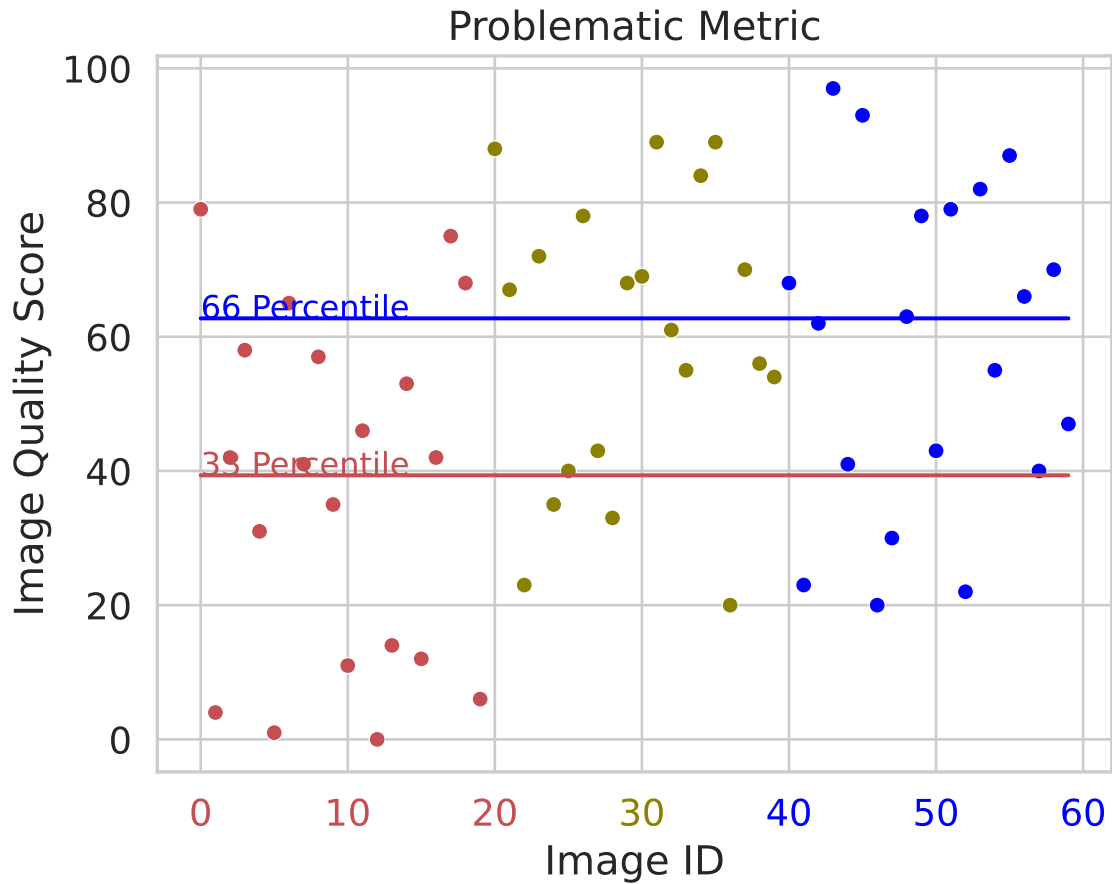 Problematic Metric
Image Quality Score
100
80
60
40
20
0
66 Percentile
33 Percentile
0 10 20 30 40 50 60
Image ID